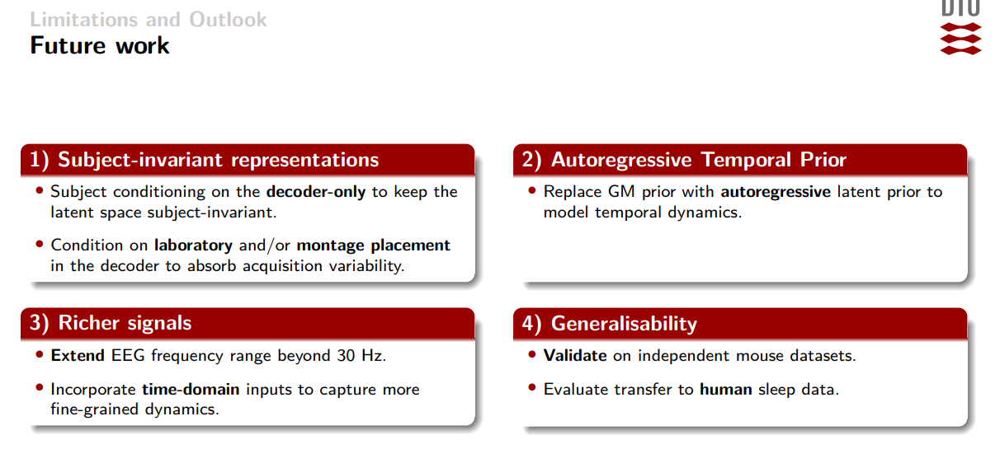 Limitations and Outlook
Future work
DTU
1) Subject-invariant representations
• Subject conditioning on the decoder-only to keep the
latent space subject-invariant.
• Condition on laboratory and/or montage placement
in the decoder to absorb acquisition variability.
2) Autoregressive Temporal Prior
• Replace GM prior with autoregressive latent prior to
model temporal dynamics.
3) Richer signals
• Extend EEG frequency range beyond 30 Hz.
• Incorporate time-domain inputs to capture more
fine-grained dynamics.
4) Generalisability
• Validate on independent mouse datasets.
• Evaluate transfer to human sleep data.